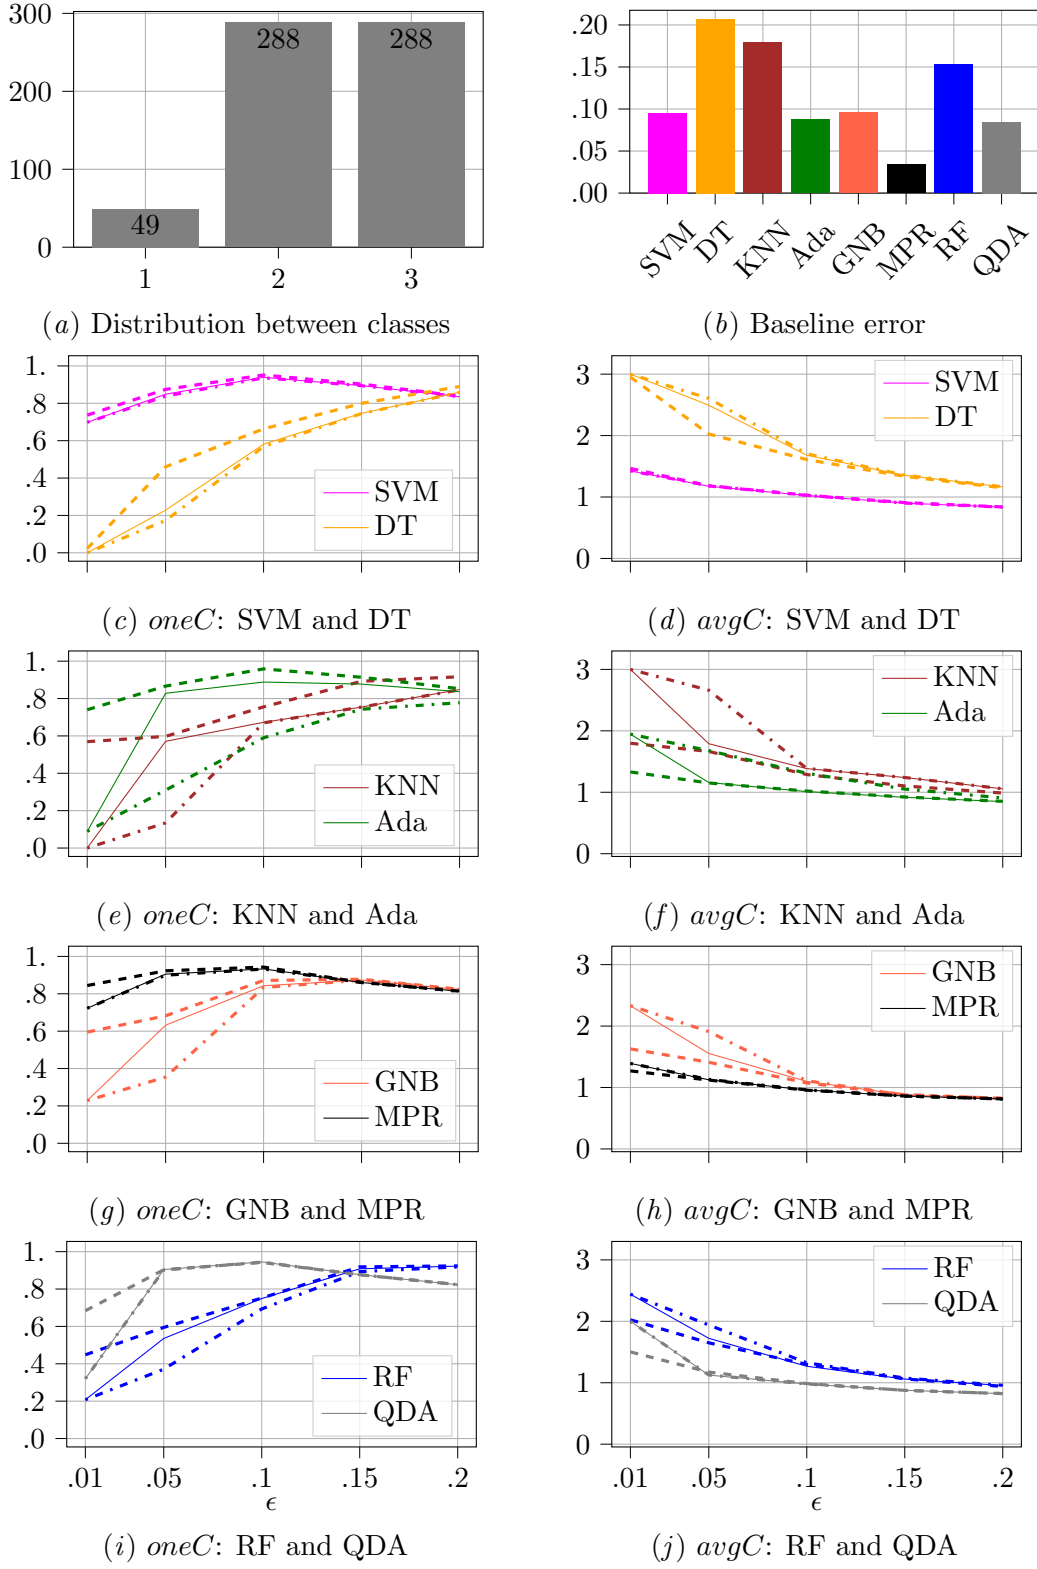 300
200
100
0
49
288
288
1
2
3
(a) Distribution between classes
.20
.15
.10
.05
.00
SVM
DT
KNN
Ada
GNB
MPR
RF
QDA
(b) Baseline error
1.
.8
.6
.4
.2
.0
SVM
DT
(c) oneC: SVM and DT
3
2
1
0
SVM
DT
(d) avgC: SVM and DT
1.
.8
.6
.4
.2
.0
KNN
Ada
(e) oneC: KNN and Ada
3
2
1
0
KNN
Ada
(f) avgC: KNN and Ada
1.
.8
.6
.4
.2
.0
GNB
MPR
(g) oneC: GNB and MPR
3
2
1
0
GNB
MPR
(h) avgC: GNB and MPR
1.
.8
.6
.4
.2
.0
RF
QDA
.01 .05 .1 .15 .2
ϵ
(i) oneC: RF and QDA
3
2
1
0
RF
QDA
.01 .05 .1 .15 .2
ϵ
(j) avgC: RF and QDA